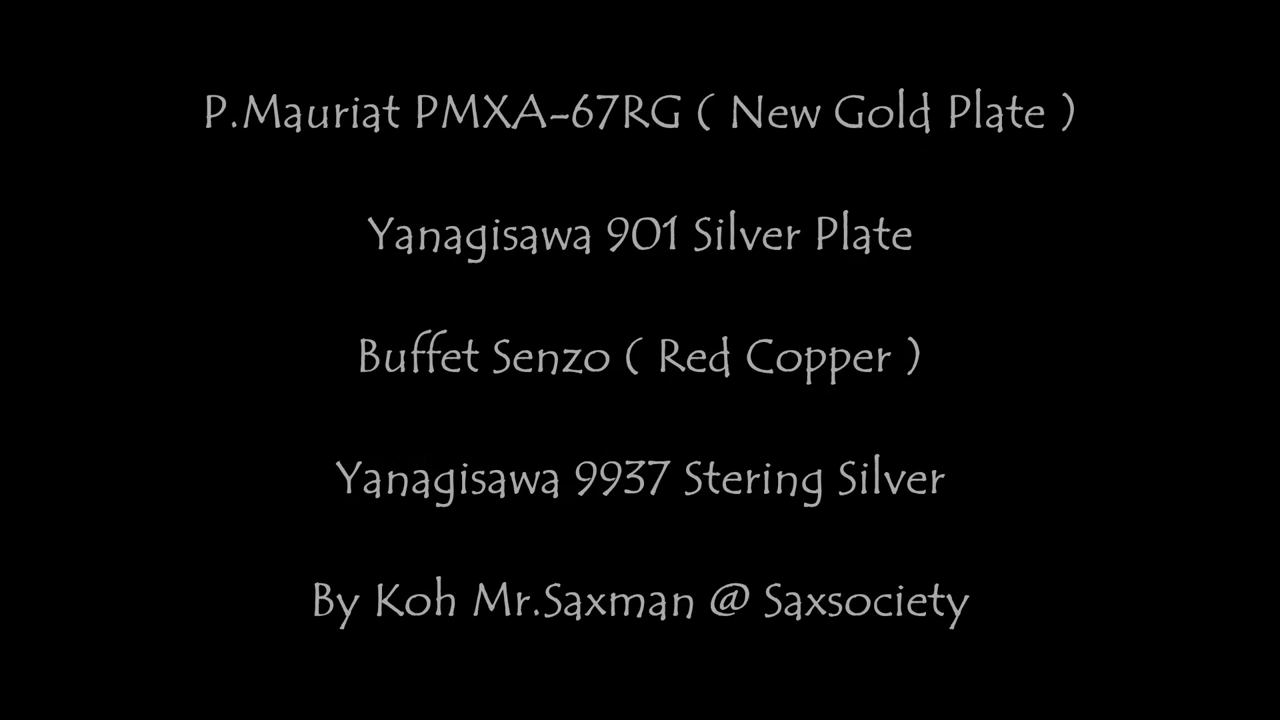 P.Mauriat PMXA-67RG ( New Gold Plate )
Yanagisawa 901 Silver Plate
Buffet Senzo ( Red Copper )
Yanagisawa 9937 Stering Silver
By Koh Mr.Saxman @ Saxsociety